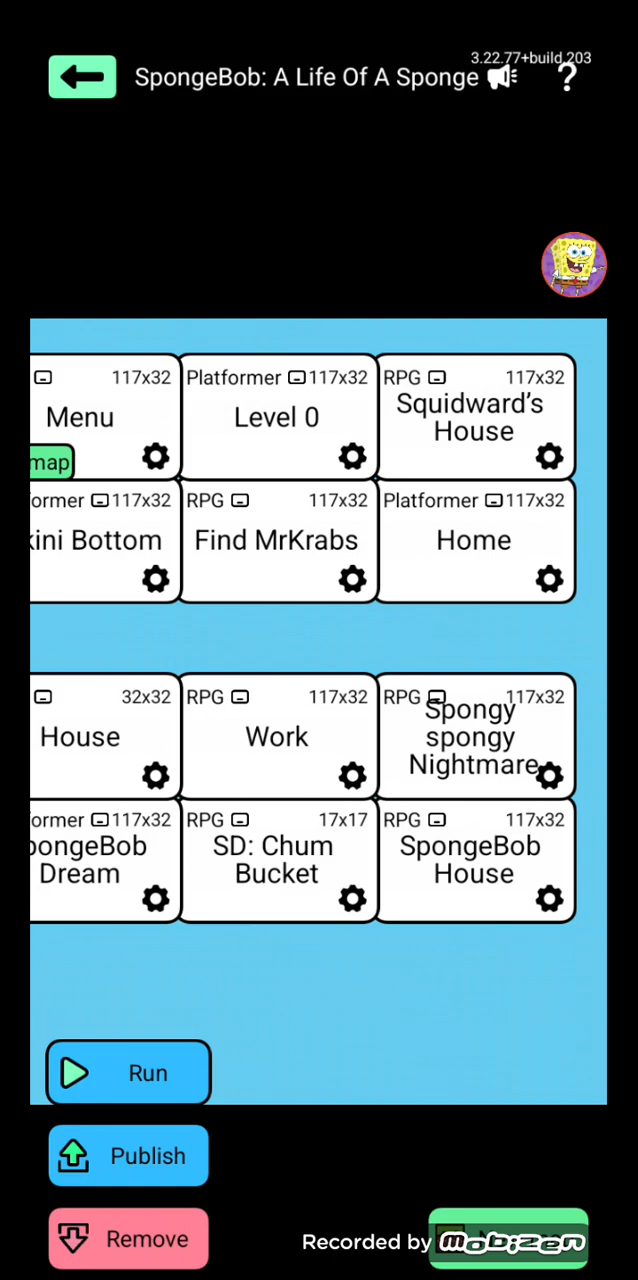 3.22.77+build.203
SpongeBob: A Life Of A Sponge ?
117x32
Menu
map
Platformer 117x32
Level 0
RPG 117x32
Squidward's
House
ormer 117x32
kini Bottom
RPG 117x32
Find MrKrabs
Platformer 117x32
Home
32x32
House
RPG 117x32
Work
RPG 117x32
Spongy
spongy
Nightmare
ormer 117x32
pongeBob
Dream
RPG 17x17
SD: Chum
Bucket
RPG 117x32
SpongeBob
House
Run
Publish
Remove
Recorded by mobizen